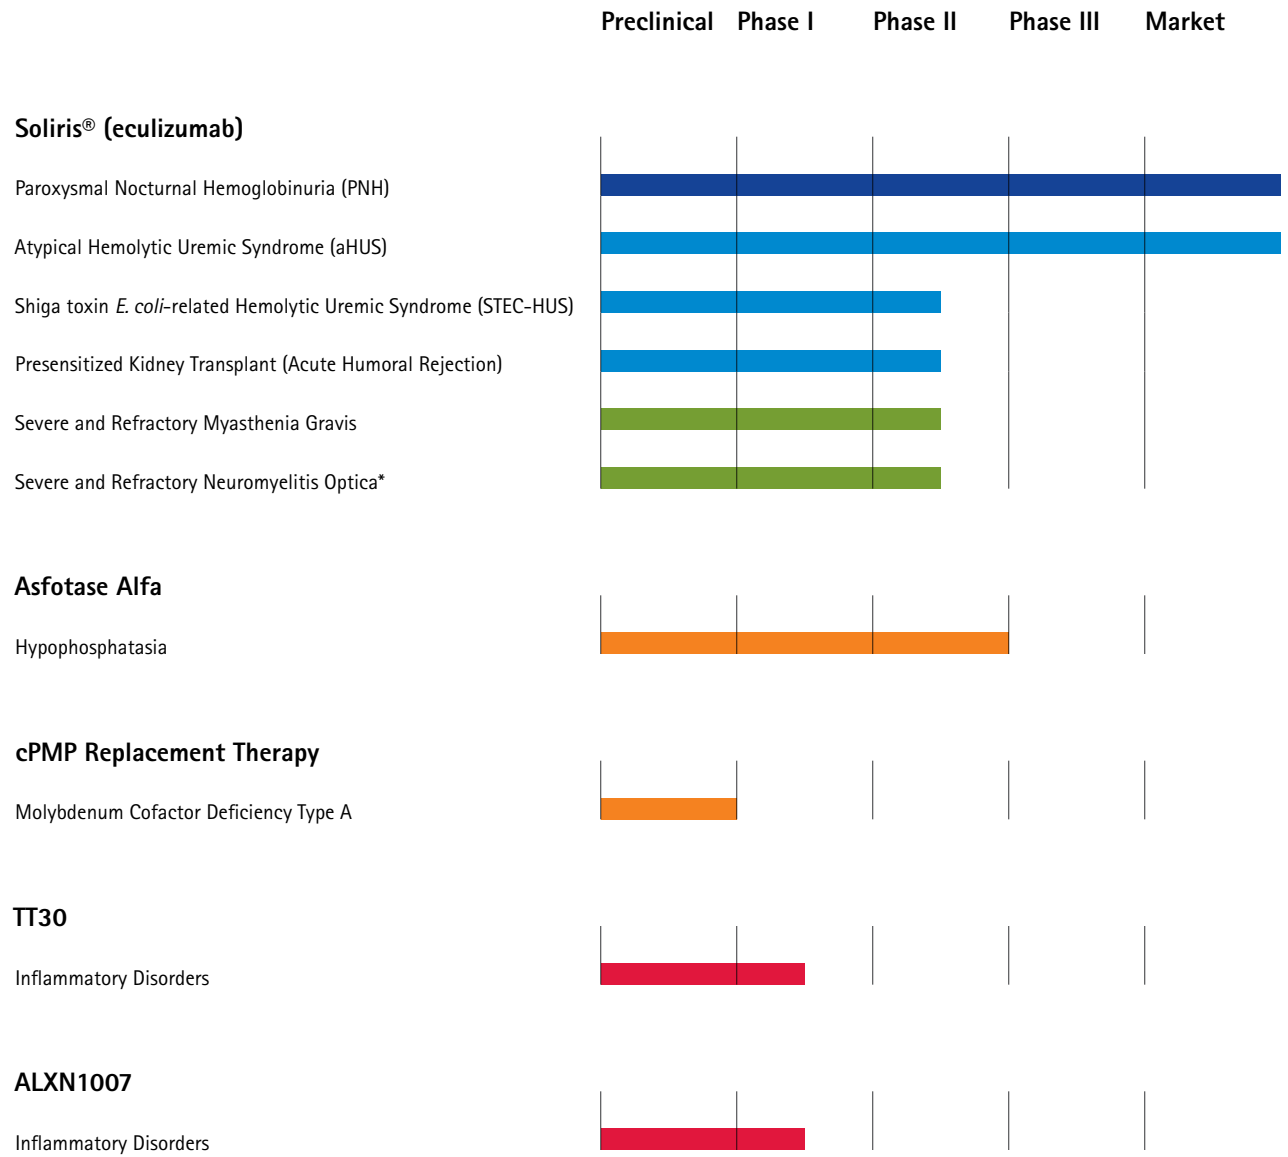 Preclinical Phase I Phase II Phase III Market
Soliris® (eculizumab)
Paroxysmal Nocturnal Hemoglobinuria (PNH)
Atypical Hemolytic Uremic Syndrome (aHUS)
Shiga toxin E. coli-related Hemolytic Uremic Syndrome (STEC-HUS)
Presensitized Kidney Transplant (Acute Humoral Rejection)
Severe and Refractory Myasthenia Gravis
Severe and Refractory Neuromyelitis Optica*
Asfotase Alfa
Hypophosphatasia
cPMP Replacement Therapy
Molybdenum Cofactor Deficiency Type A
TT30
Inflammatory Disorders
ALXN1007
Inflammatory Disorders